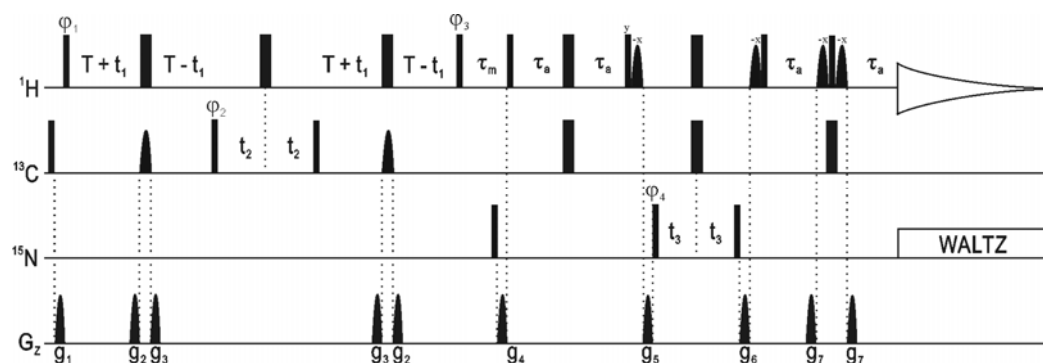 φ1 φ3
y -x -x -x -x
T + t1 T - t1 T + t1 T - t1 τm τa τa τa τa
1H
φ2
t2 t2
13C
φ4
t3 t3
15N WALTZ
Gz
g1 g2 g3 g3 g2 g4 g5 g6 g7 g7